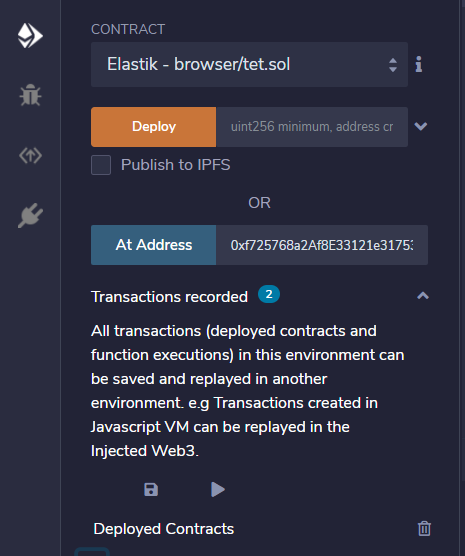 CONTRACT
Elastik - browser/tet.sol
Deploy
uint256 minimum, address cr
Publish to IPFS
OR
At Address
0xf725768a2Af8E33121e31753
Transactions recorded 2
All transactions (deployed contracts and
function executions) in this environment can
be saved and replayed in another
environment. e.g Transactions created in
Javascript VM can be replayed in the
Injected Web3.
Deployed Contracts